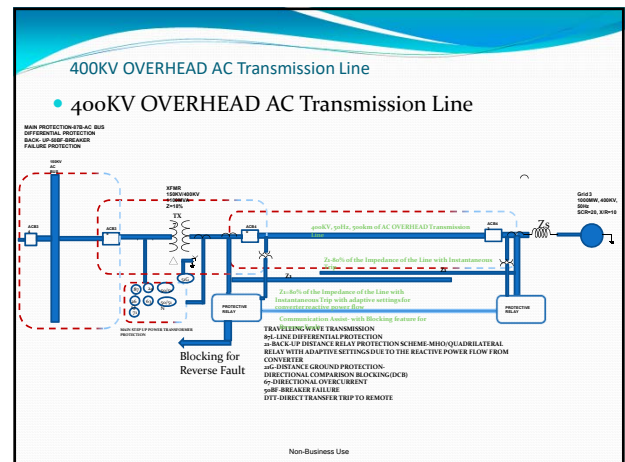 400KV OVERHEAD AC Transmission Line
• 400KV OVERHEAD AC Transmission Line
MAIN PROTECTION-87B-AC BUS
DIFFERENTIAL PROTECTION
BACK- UP-50BF-BREAKER
FAILURE PROTECTION
150KV
AC
BUS
XFMR
150KV/400KV
Z=18%
TX
Grid 3
1000MW, 400KV,
50Hz
SCR=20, X/R=10
Zs
ACB3
ACB4
400kV, 50Hz, 500km of AC OVERHEAD Transmission
Line
Z1-80% of the Impedance of the Line with Instantaneous
Z1
Z1-80% of the Impedance of the Line with
Instantaneous Trip with adaptive settings for
converter reactive power flow
Communication Assist- with Blocking feature for
PROTECTIVE
RELAY
PROTECTIVE
RELAY
MAIN STEP UP POWER TRANSFORMER
PROTECTION
Blocking for
Reverse Fault
TRAVELLING WAVE TRANSMISSION
87L-LINE DIFFERENTIAL PROTECTION
21-BACK-UP DISTANCE RELAY PROTECTION SCHEME-MHO/QUADRILATERAL
RELAY WITH ADAPTIVE SETTINGS DUE TO THE REACTIVE POWER FLOW FROM
CONVERTER
21G-DISTANCE GROUND PROTECTION-
DIRECTIONAL COMPARISON BLOCKING(DCB)
67-DIRECTIONAL OVERCURRENT
50BF-BREAKER FAILURE
DTT-DIRECT TRANSFER TRIP TO REMOTE
Non-Business Use